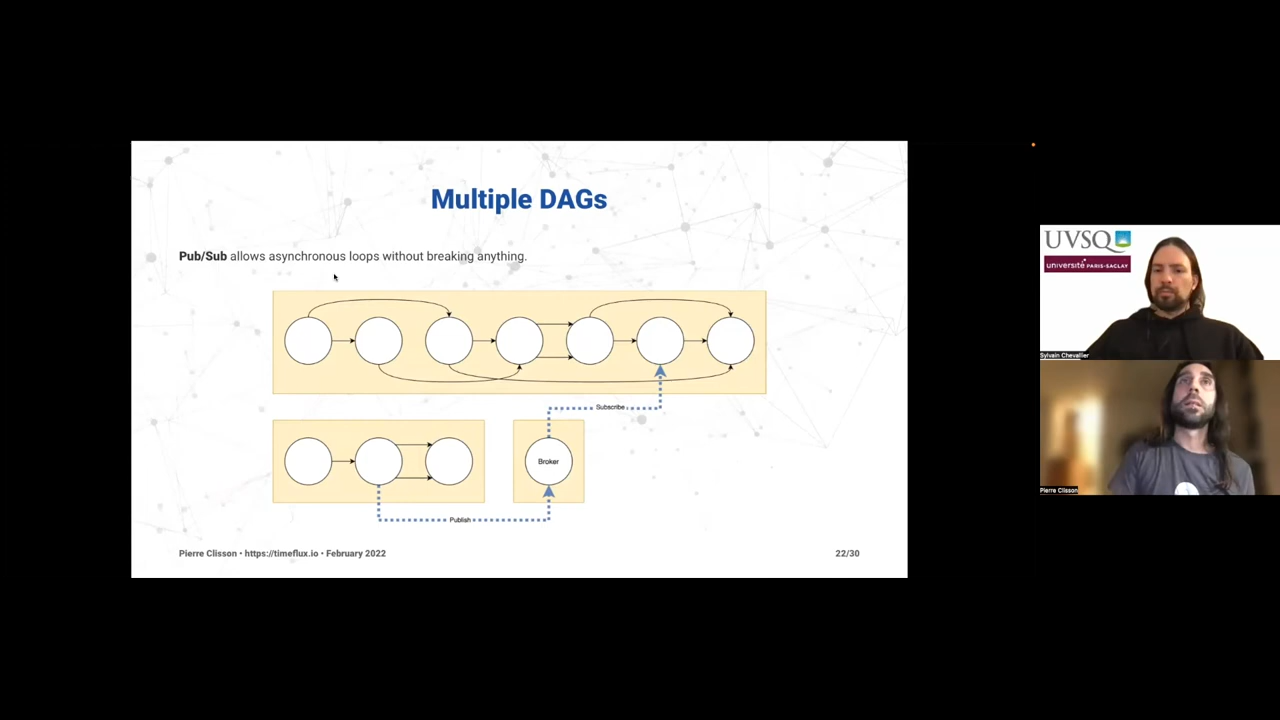 Multiple DAGs
Pub/Sub allows asynchronous loops without breaking anything.
Subscribe
Broker
Publish
Pierre Clisson • https://timeflux.io • February 2022
22/30
UVSQ
université PARIS-SACLAY
Sylvain Chevallier
Pierre Clisson